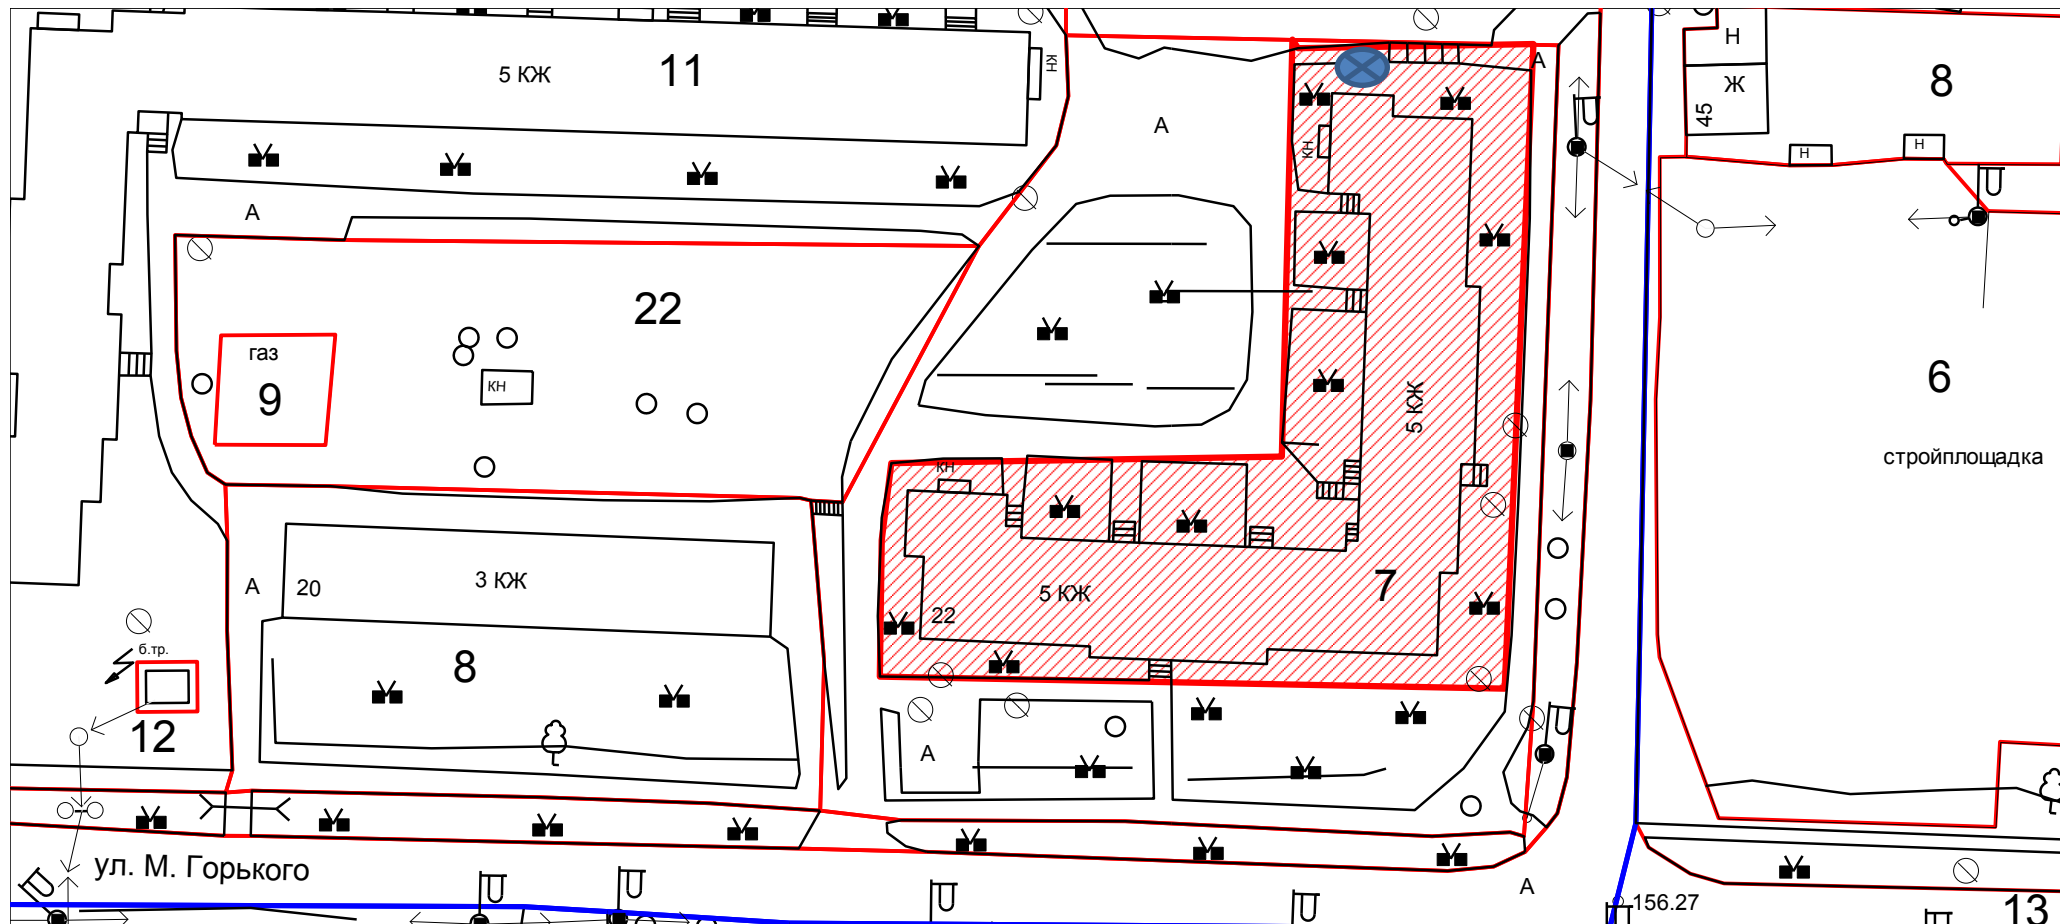 5 КЖ
11
кн
А
А
Н
Ж
45
8
Н
Н
А
кн
22
газ
9
кн
5 КЖ
6
стройплощадка
кн
А
20
3 КЖ
8
5 КЖ
22
7
б.тр.
12
А
ул. М. Горького
А
156.27
13